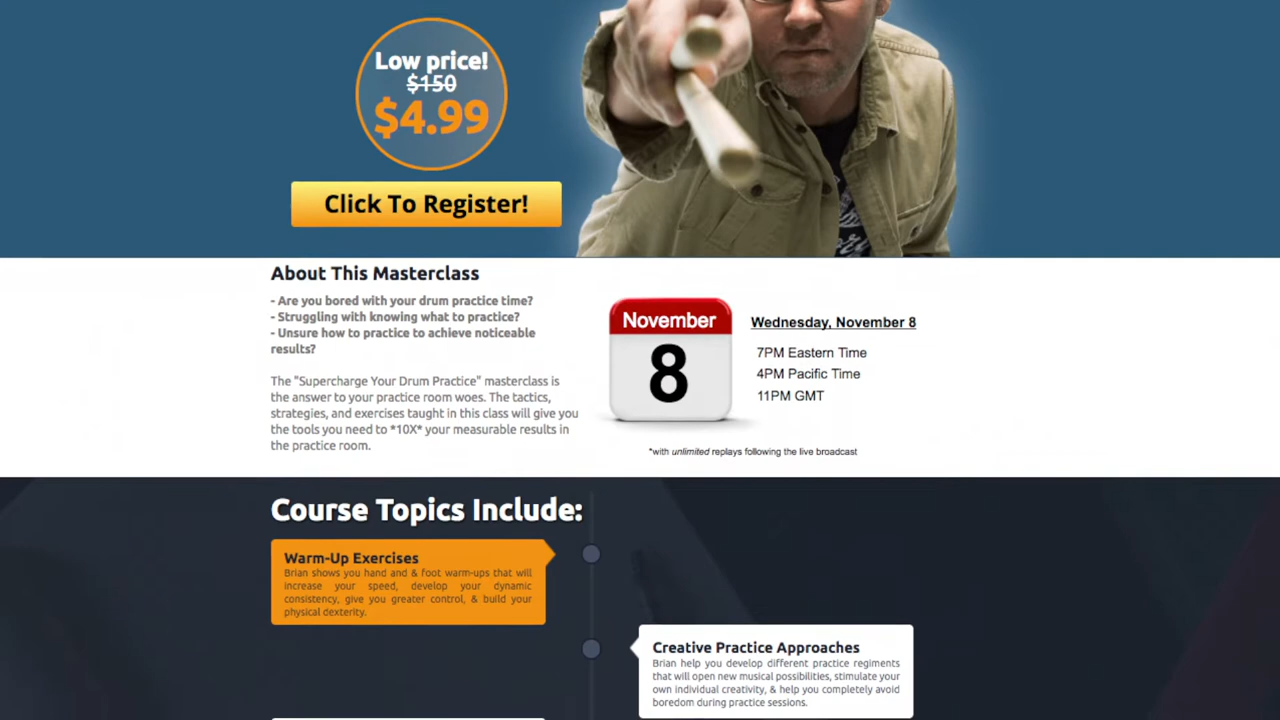 Low price!
$150
$4.99
Click To Register!
About This Masterclass
- Are you bored with your drum practice time?
- Struggling with knowing what to practice?
- Unsure how to practice to achieve noticeable
results?
The "Supercharge Your Drum Practice" masterclass is
the answer to your practice room woes. The tactics,
strategies, and exercises taught in this class will give you
the tools you need to *10X* your measurable results in
the practice room.
November
8
Wednesday, November 8
7PM Eastern Time
4PM Pacific Time
11PM GMT
*with unlimited replays following the live broadcast
Course Topics Include:
Warm-Up Exercises
Brian shows you hand and & foot warm-ups that will
increase your speed, develop your dynamic
consistency, give you greater control, & build your
physical dexterity.
Creative Practice Approaches
Brian help you develop different practice regiments
that will open new musical possibilities, stimulate your
own individual creativity, & help you completely avoid
boredom during practice sessions.